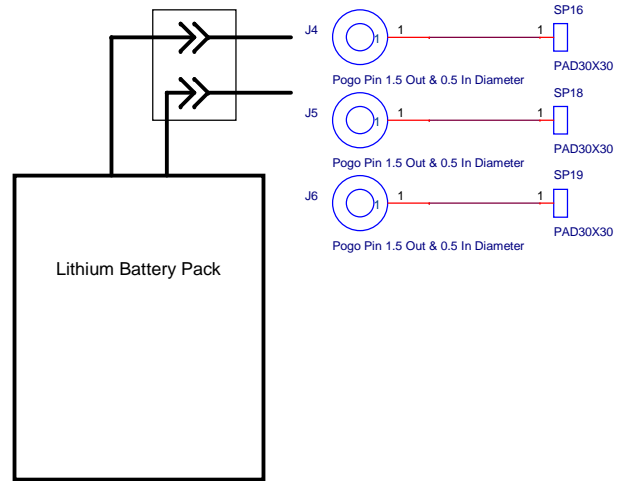 SP16
J4
1
1
1
PAD30X30
Pogo Pin 1.5 Out & 0.5 In Diameter
SP18
J5
1
1
1
PAD30X30
Pogo Pin 1.5 Out & 0.5 In Diameter
SP19
J6
1
1
1
PAD30X30
Pogo Pin 1.5 Out & 0.5 In Diameter
Lithium Battery Pack